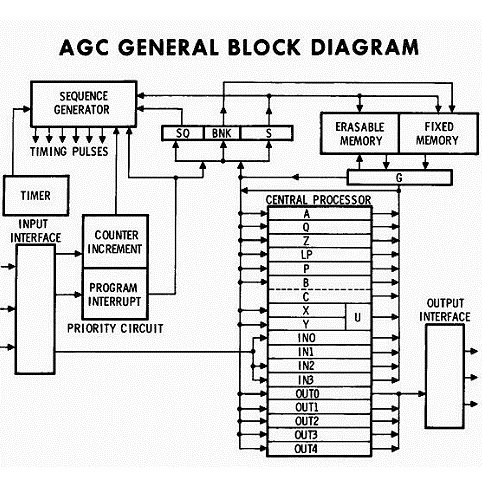 AGC GENERAL BLOCK DIAGRAM
SEQUENCE
GENERATOR
SQ BNK S
ERASABLE
MEMORY
FIXED
MEMORY
TIMING PULSES
G
TIMER
CENTRAL PROCESSOR
INPUT
INTERFACE
COUNTER
INCREMENT
PROGRAM
INTERRUPT
PRIORITY CIRCUIT
A
Q
Z
LP
P
B
C
X
Y
U
IN0
IN1
IN2
IN3
OUT0
OUT1
OUT2
OUT3
OUT4
OUTPUT
INTERFACE